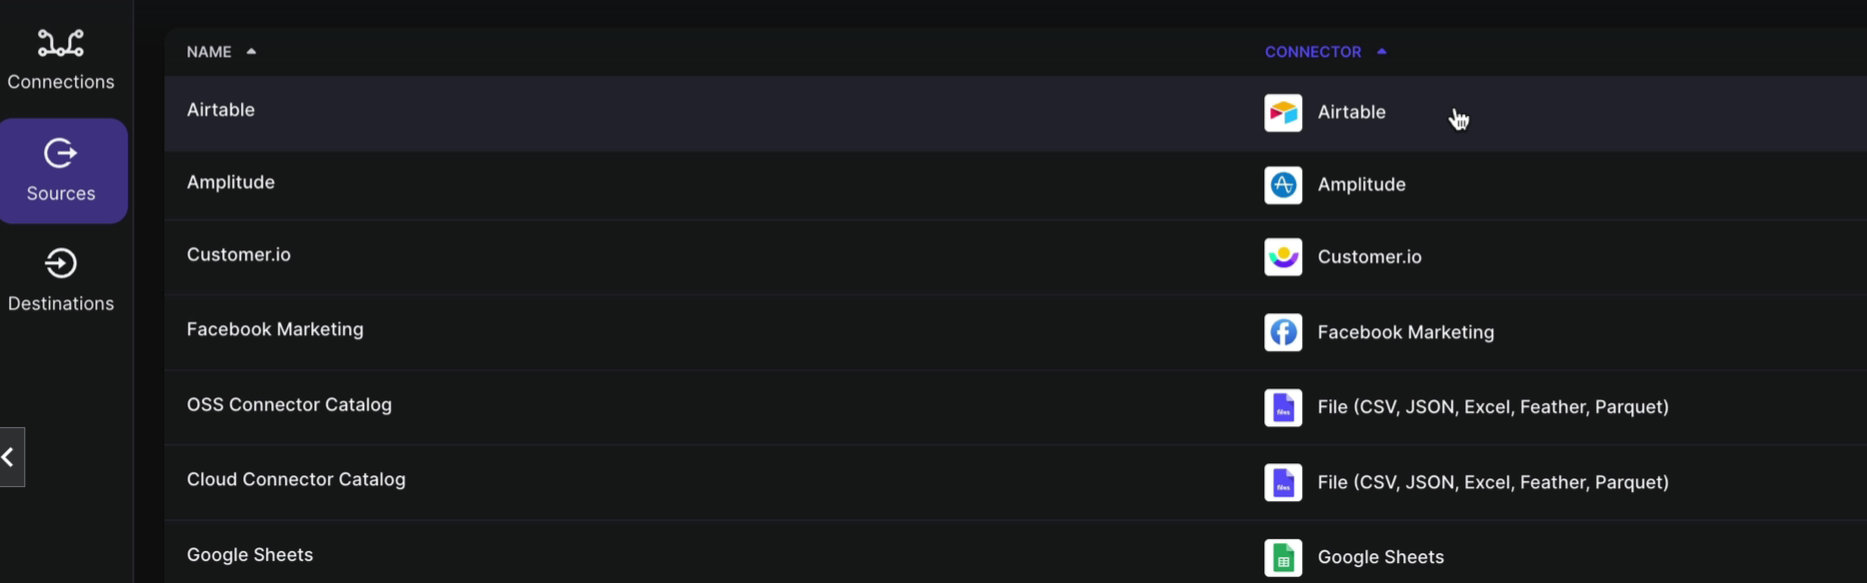 Connections
Sources
Destinations
NAME CONNECTOR
Airtable Airtable
Amplitude Amplitude
Customer.io Customer.io
Facebook Marketing Facebook Marketing
OSS Connector Catalog files File (CSV, JSON, Excel, Feather, Parquet)
Cloud Connector Catalog files File (CSV, JSON, Excel, Feather, Parquet)
Google Sheets Google Sheets